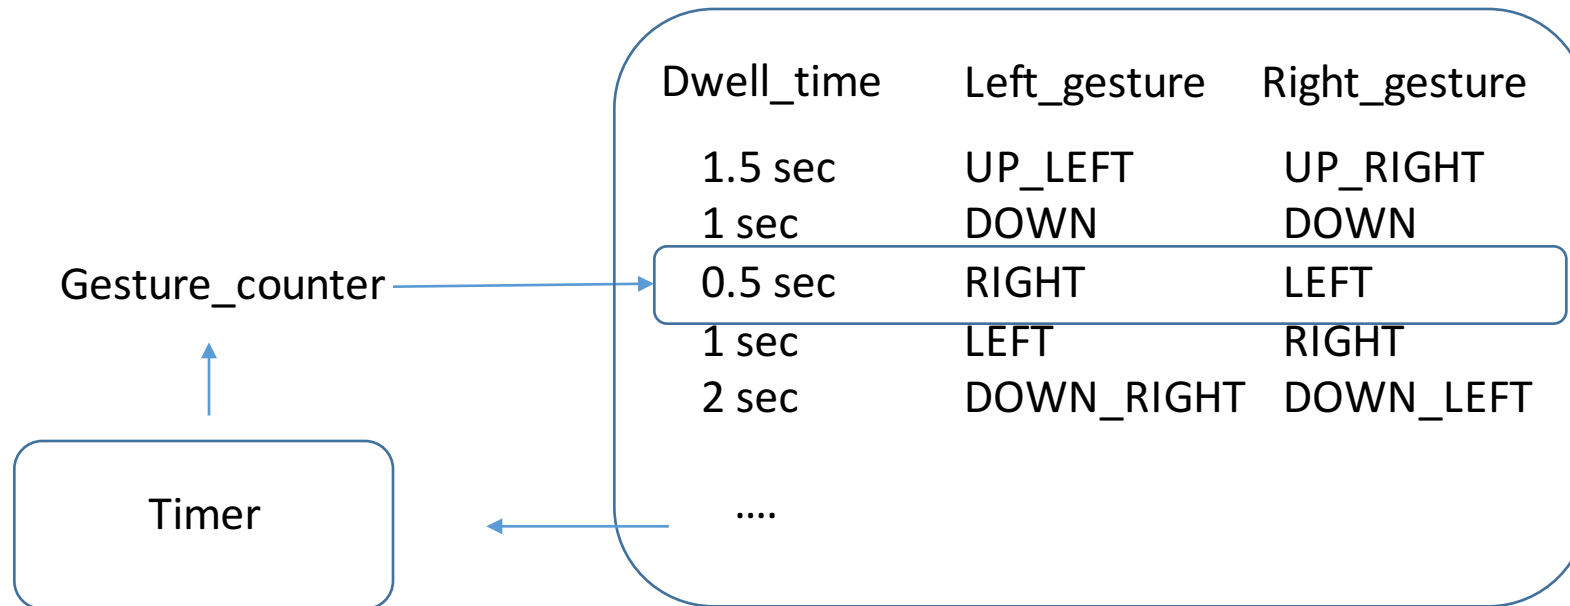 Dwell_time Left_gesture Right_gesture
1.5 sec UP_LEFT UP_RIGHT
1 sec DOWN DOWN
Gesture_counter
0.5 sec RIGHT LEFT
1 sec LEFT RIGHT
2 sec DOWN_RIGHT DOWN_LEFT
Timer
....